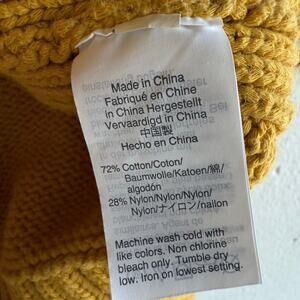 Made in China
Fabriqué en Chine
in China Hergestellt
Vervaardigd in China
中国製
Hecho en China
72% Cotton/Coton/
Baumwolle/Katoen/綿/
algodón
28% Nylon/Nylon/Nylon/
Nylon/ナイロン/nailon
Machine wash cold with
like colors. Non chlorine
bleach only. Tumble dry
low. Iron on lowest setting.